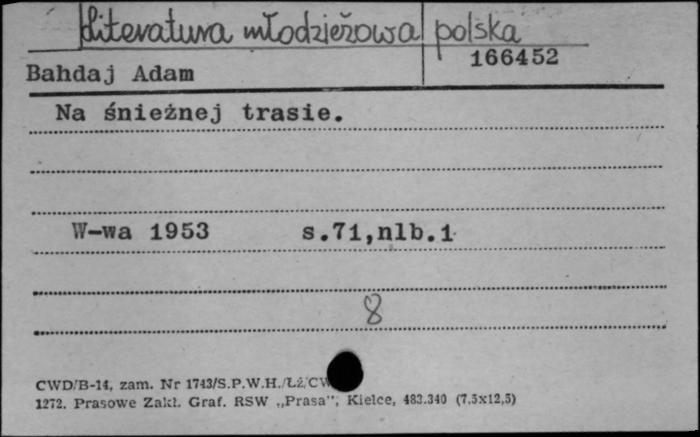 Literatura młodzieżowa polska
166452
Bahdaj Adam
Na śnieżnej trasie.
W-wa 1953 s.71,nlb.1
8
CWD/B-14, zam. Nr 1743/S.P.W.H./Łź/CW
1272. Prasowe Zakł. Graf. RSW „Prasa", Kielce, 483.340 (7,5x12,5)